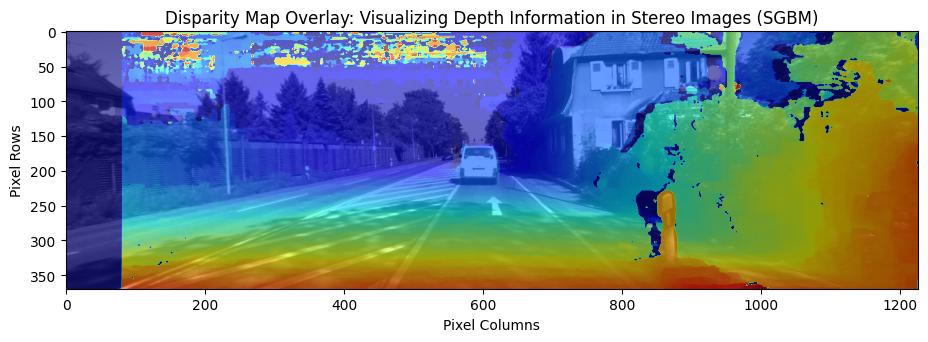 Disparity Map Overlay: Visualizing Depth Information in Stereo Images (SGBM)
0
50
100
150
200
250
300
350
Pixel Rows
0 200 400 600 800 1000 1200
Pixel Columns